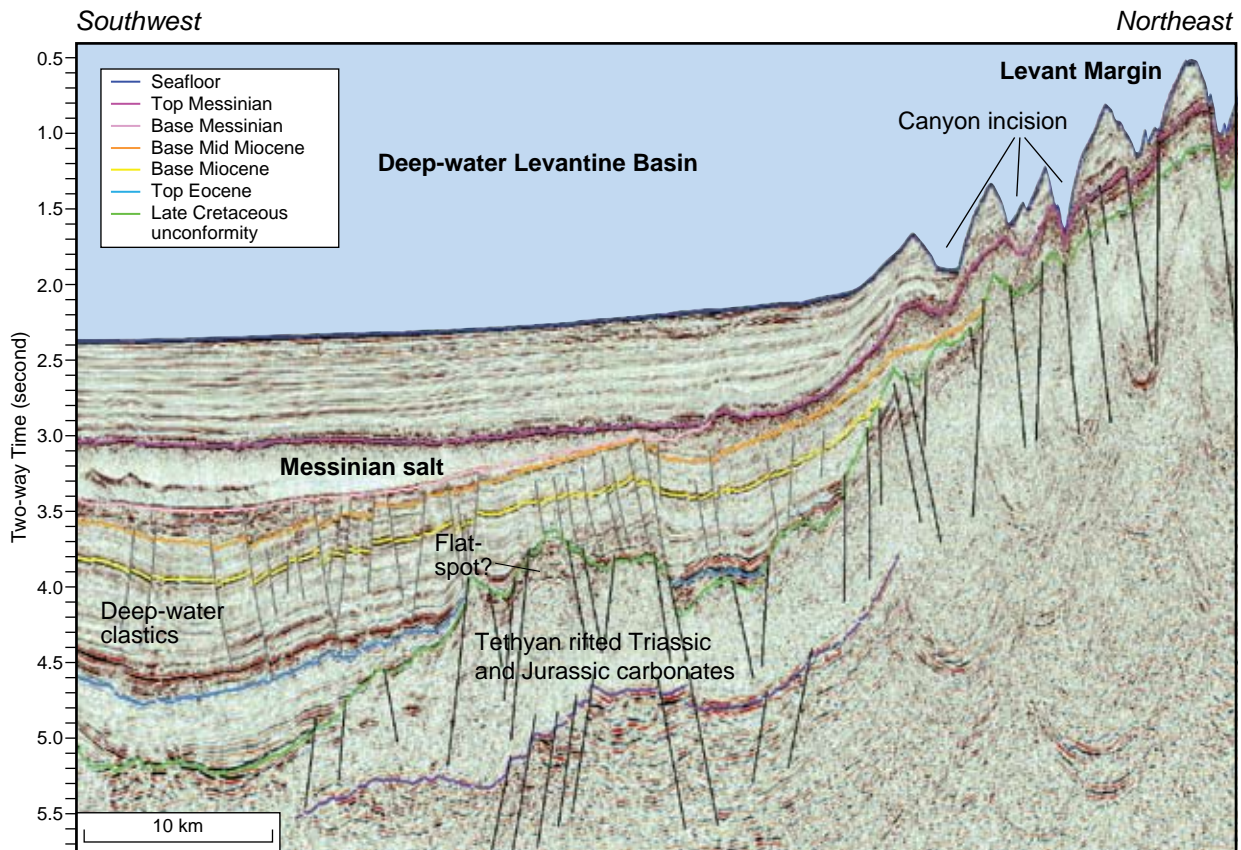 Southwest
Northeast
Seafloor
Top Messinian
Base Messinian
Base Mid Miocene
Base Miocene
Top Eocene
Late Cretaceous
unconformity
Levant Margin
Canyon incision
Deep-water Levantine Basin
Messinian salt
Flat-
spot?
Deep-water
clastics
Tethyan rifted Triassic
and Jurassic carbonates
Two-way Time (second)
0.5
1.0
1.5
2.0
2.5
3.0
3.5
4.0
4.5
5.0
5.5
10 km